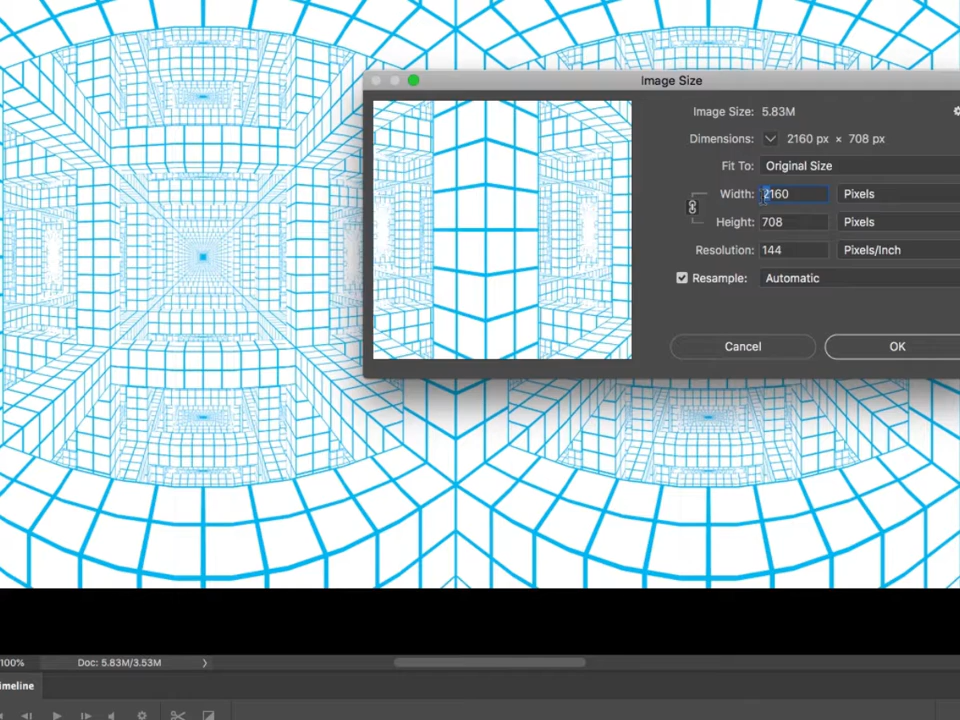 Image Size
Image Size: 5.83M
Dimensions: 2160 px × 708 px
Fit To: Original Size
Width: 2160 Pixels
Height: 708 Pixels
Resolution: 144 Pixels/Inch
Resample: Automatic
Cancel OK
100% Doc: 5.83M/3.53M
imeline